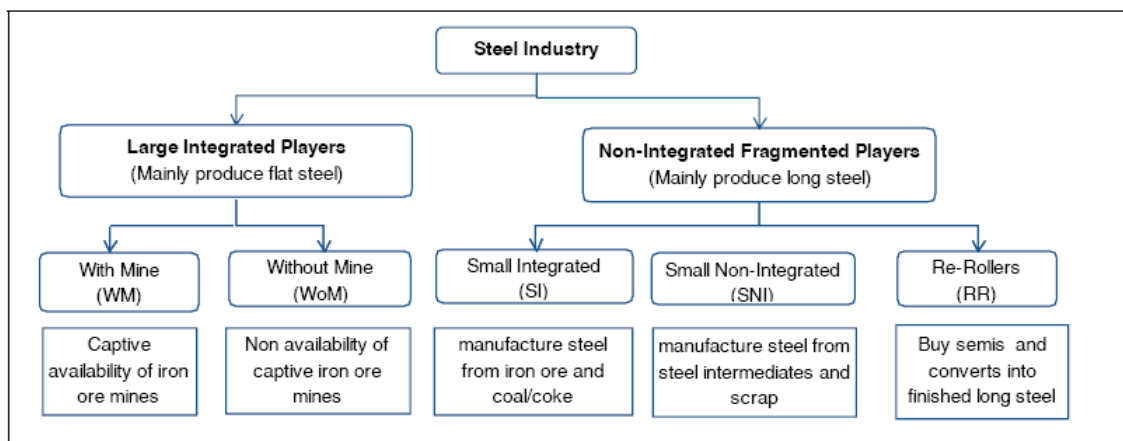 Steel Industry
Large Integrated Players
(Mainly produce flat steel)
Non-Integrated Fragmented Players
(Mainly produce long steel)
With Mine
(WM)
Without Mine
(WoM)
Small Integrated
(SI)
Small Non-Integrated
(SNI)
Re-Rollers
(RR)
Captive
availability of iron
ore mines
Non availability of
captive iron ore
mines
manufacture steel
from iron ore and
coal/coke
manufacture steel from
steel intermediates and
scrap
Buy semis and
converts into
finished long steel